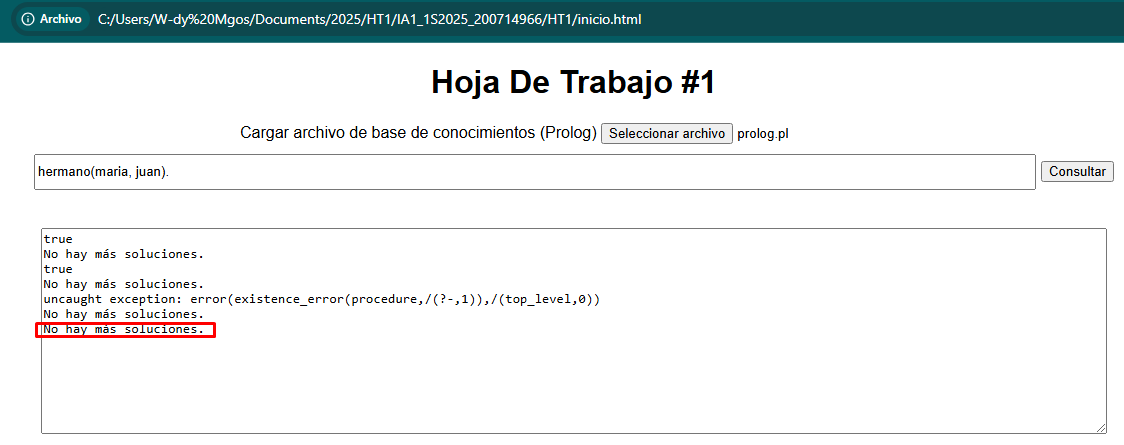 Archivo C:/Users/W-dy%20Mgos/Documents/2025/HT1/IA1_1S2025_200714966/HT1/inicio.html
Hoja De Trabajo #1
Cargar archivo de base de conocimientos (Prolog) Seleccionar archivo prolog.pl
hermano(maria, juan). Consultar
true
No hay más soluciones.
true
No hay más soluciones.
uncaught exception: error(existence_error(procedure,/(?-,1)),/(top_level,0))
No hay más soluciones.
No hay más soluciones.